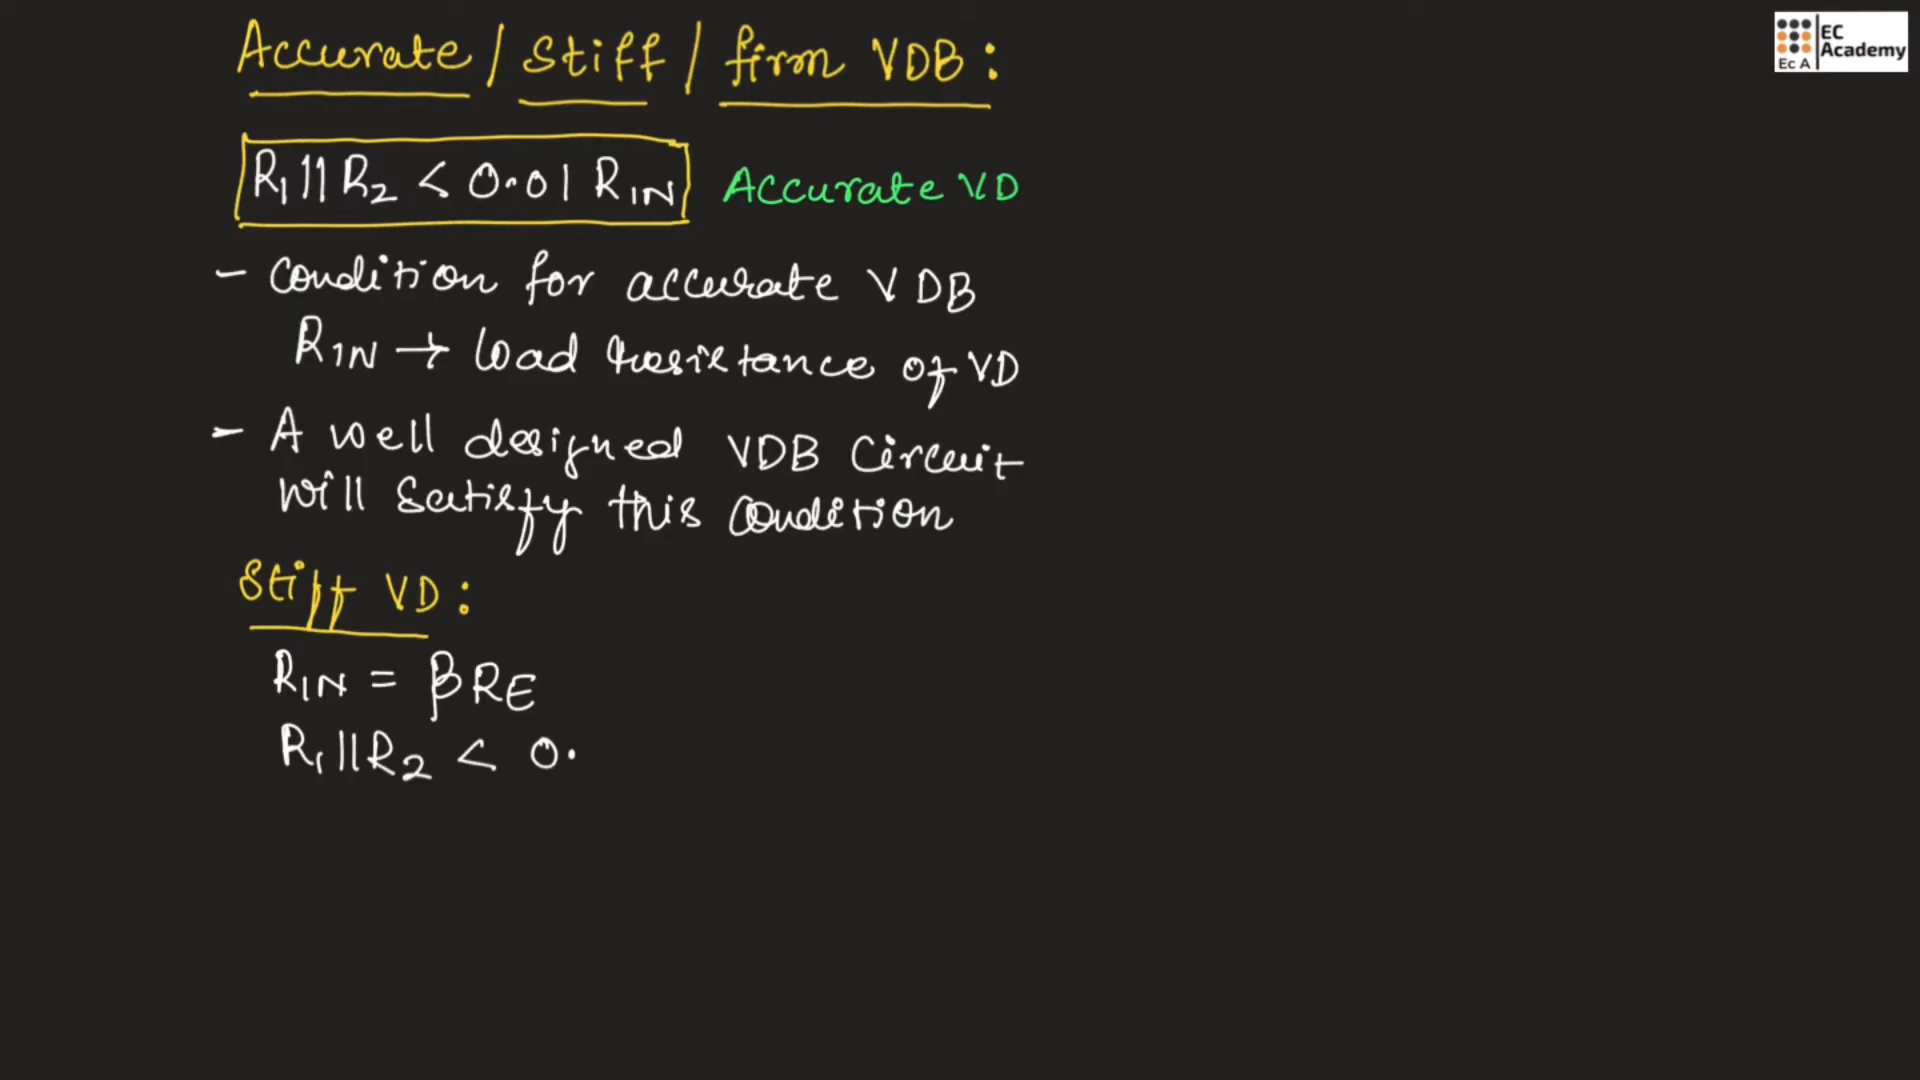 Accurate / Stiff / firm VDB :
EC Academy
Ec A
R1 || R2 < 0.01 RIN Accurate VD
- Condition for accurate VDB
RIN → load resistance of VD
- A well designed VDB Circuit
will satisfy this condition
Stiff VD :
RIN = βRE
R1 || R2 < 0.